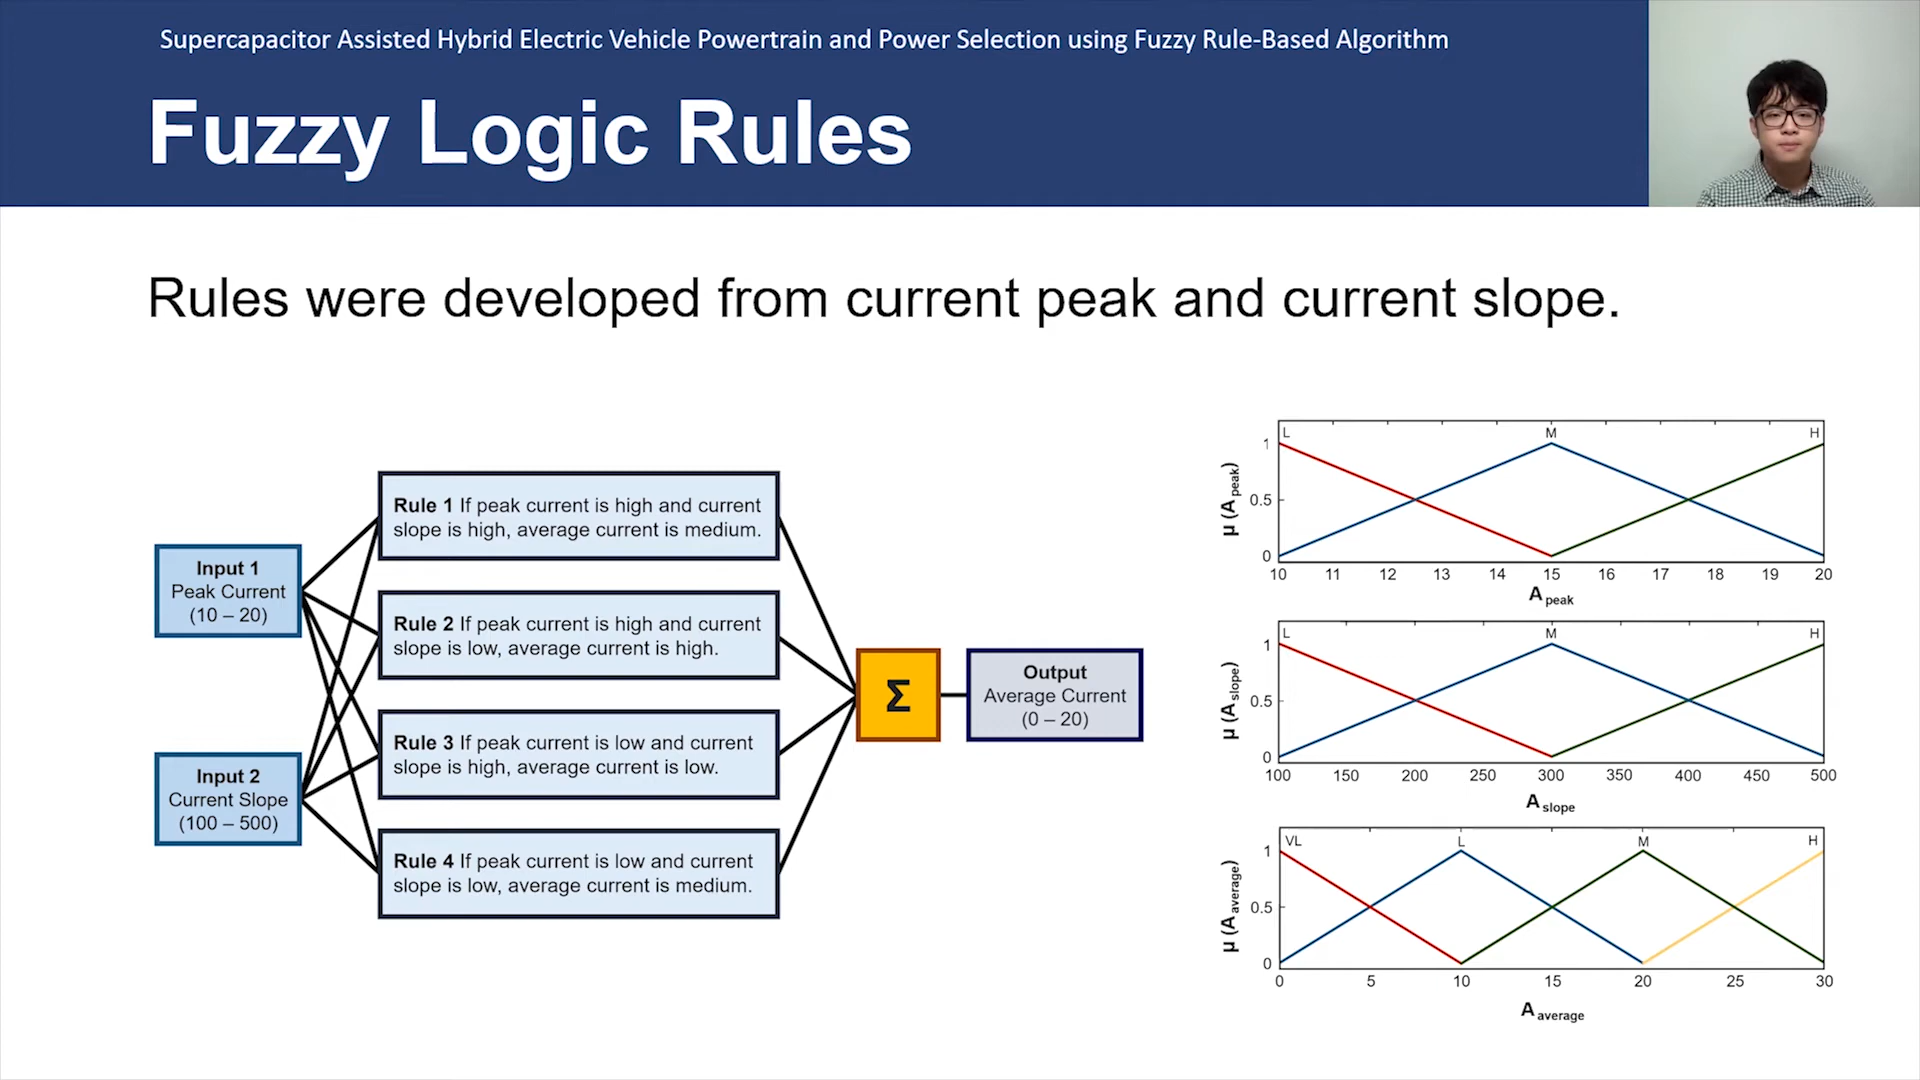 Supercapacitor Assisted Hybrid Electric Vehicle Powertrain and Power Selection using Fuzzy Rule-Based Algorithm
Fuzzy Logic Rules
Rules were developed from current peak and current slope.
Input 1
Peak Current
(10 – 20)
Input 2
Current Slope
(100 – 500)
Rule 1 If peak current is high and current
slope is high, average current is medium.
Rule 2 If peak current is high and current
slope is low, average current is high.
Rule 3 If peak current is low and current
slope is high, average current is low.
Rule 4 If peak current is low and current
slope is low, average current is medium.
Σ
Output
Average Current
(0 – 20)
L M H
1
0.5
0
μ (A peak)
10 11 12 13 14 15 16 17 18 19 20
A peak
L M H
1
0.5
0
μ (A slope)
100 150 200 250 300 350 400 450 500
A slope
VL L M H
1
0.5
0
μ (A average)
0 5 10 15 20 25 30
A average